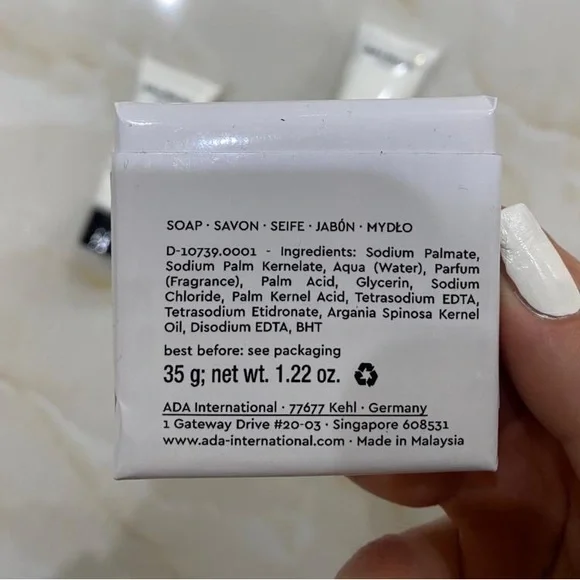 SOAP · SAVON · SEIFE · JABÓN · MYDŁO
D-10739.0001 - Ingredients: Sodium Palmate,
Sodium Palm Kernelate, Aqua (Water), Parfum
(Fragrance), Palm Acid, Glycerin, Sodium
Chloride, Palm Kernel Acid, Tetrasodium EDTA,
Tetrasodium Etidronate, Argania Spinosa Kernel
Oil, Disodium EDTA, BHT
best before: see packaging
35 g; net wt. 1.22 oz.
ADA International · 77677 Kehl · Germany
1 Gateway Drive #20-03 · Singapore 608531
www.ada-international.com · Made in Malaysia